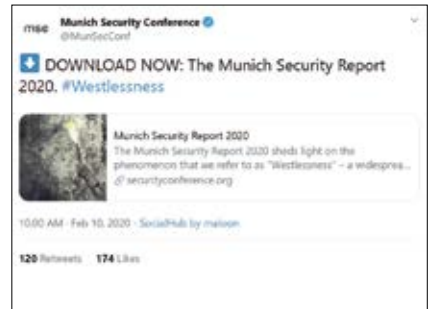 msc Munich Security Conference
@MunSecConf
DOWNLOAD NOW: The Munich Security Report
2020. #Westlessness
Munich Security Report 2020
The Munich Security Report 2020 sheds light on the
phenomenon that we refer to as "Westlessness" – a widesprea...
securityconference.org
10:00 AM · Feb 10, 2020 · SocialHub by maloon
120 Retweets 174 Likes